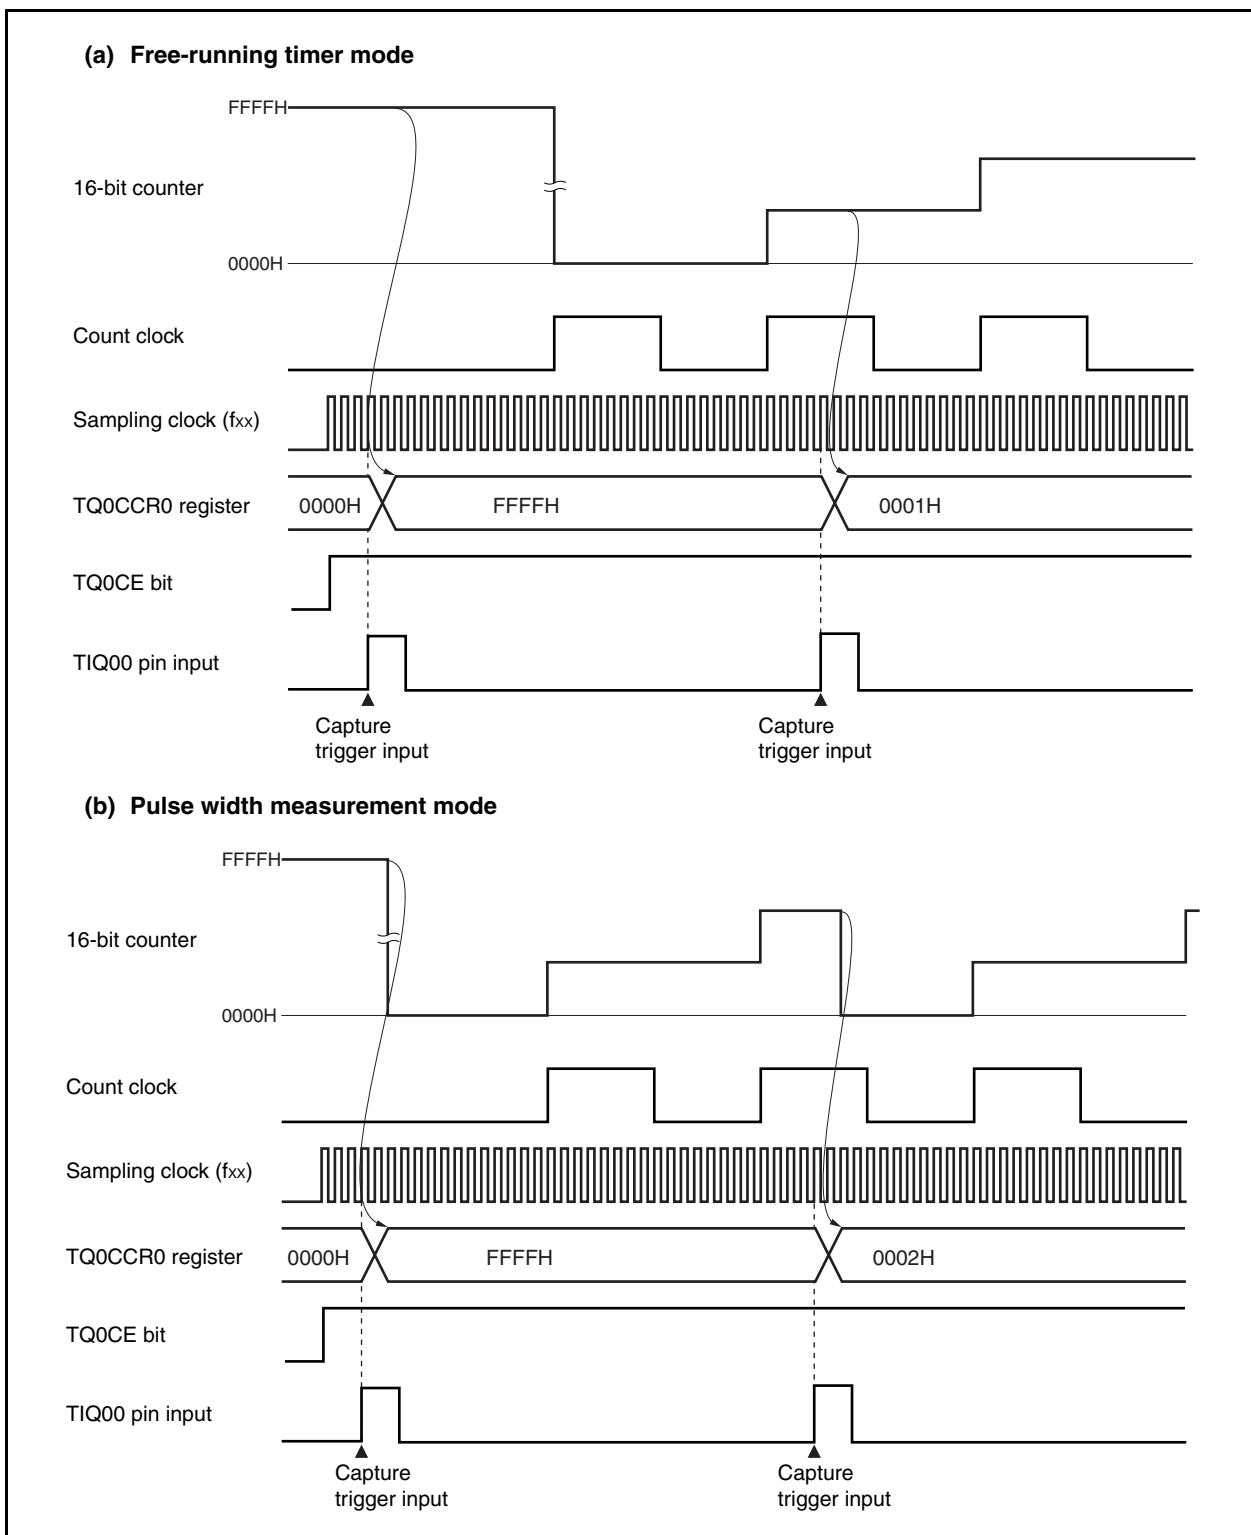 (a) Free-running timer mode
FFFFH
16-bit counter
0000H
Count clock
Sampling clock (fxx)
TQ0CCR0 register
0000H
FFFFH
0001H
TQ0CE bit
TIQ00 pin input
Capture
trigger input
Capture
trigger input
(b) Pulse width measurement mode
FFFFH
16-bit counter
0000H
Count clock
Sampling clock (fxx)
TQ0CCR0 register
0000H
FFFFH
0002H
TQ0CE bit
TIQ00 pin input
Capture
trigger input
Capture
trigger input